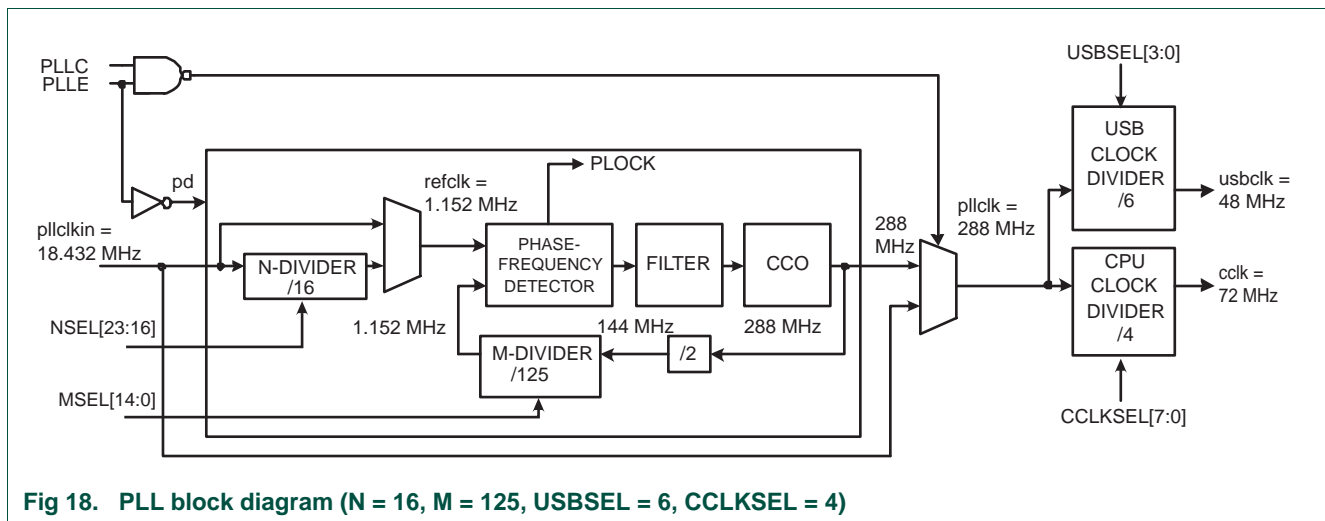 PLLC
PLLE
pd
pllclkin =
18.432 MHz
NSEL[23:16]
MSEL[14:0]
N-DIVIDER
/16
refclk =
1.152 MHz
1.152 MHz
PLOCK
PHASE-
FREQUENCY
DETECTOR
FILTER
CCO
M-DIVIDER
/125
144 MHz
/2
288 MHz
288
MHz
pllclk =
288 MHz
USBSEL[3:0]
USB
CLOCK
DIVIDER
/6
usbclk =
48 MHz
CPU
CLOCK
DIVIDER
/4
cclk =
72 MHz
CCLKSEL[7:0]
Fig 18. PLL block diagram (N = 16, M = 125, USBSEL = 6, CCLKSEL = 4)